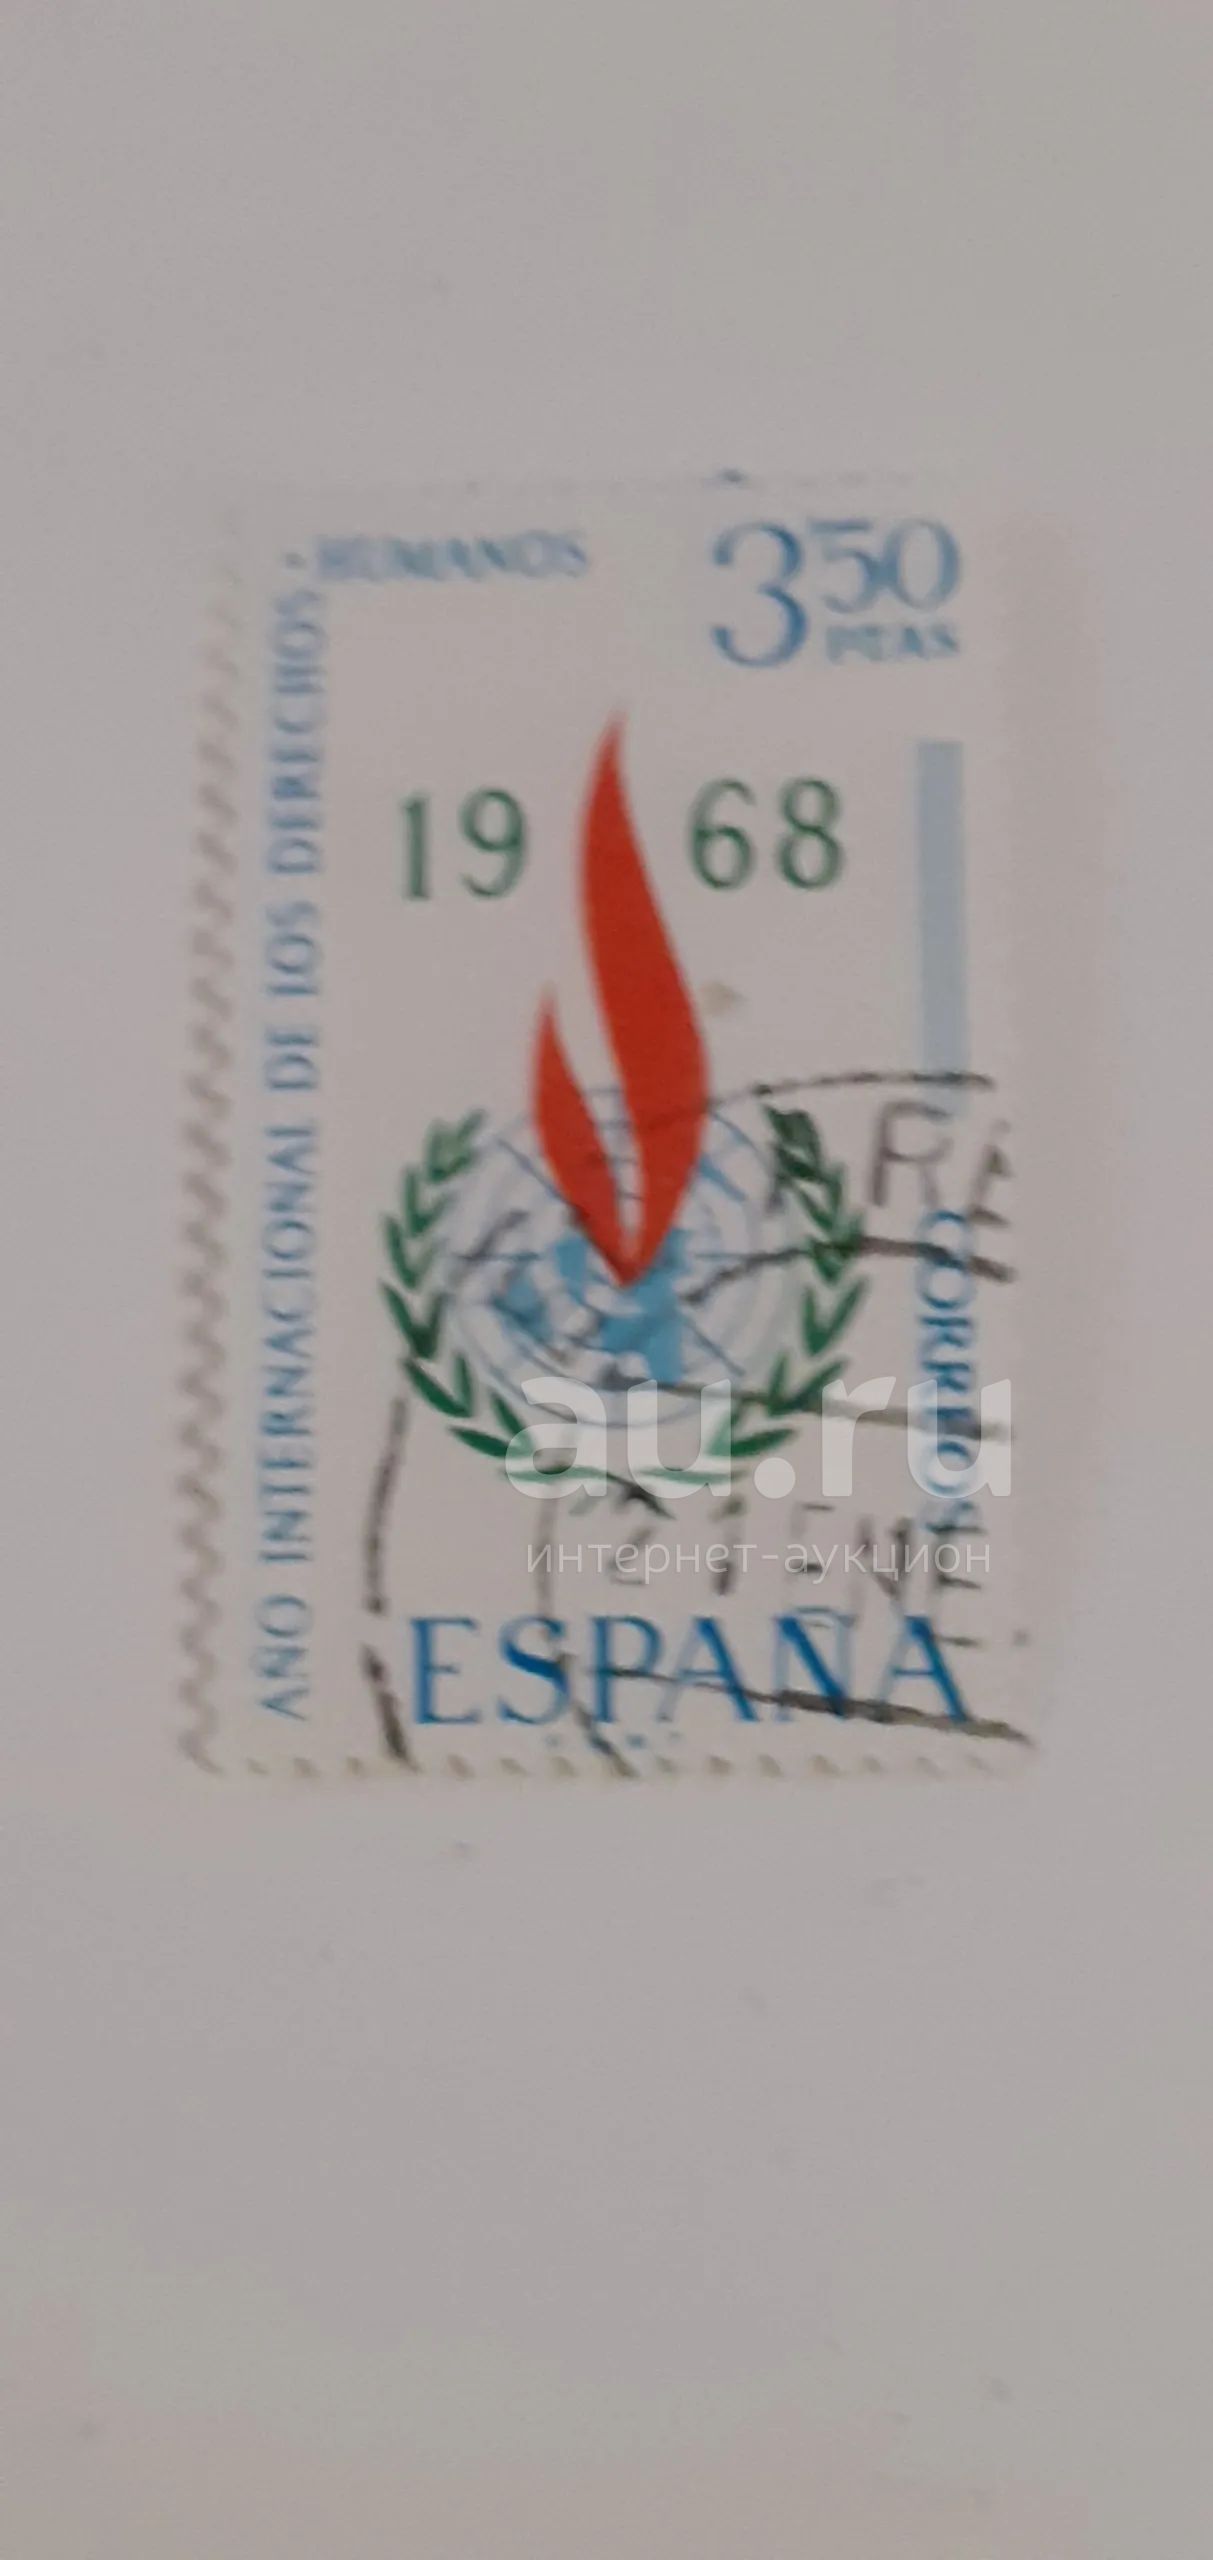 AÑO INTERNACIONAL DE LOS DERECHOS · HUMANOS
3 50
PTAS
19 68
CORREOS
au.ru
интернет-аукцион
ESPAÑA